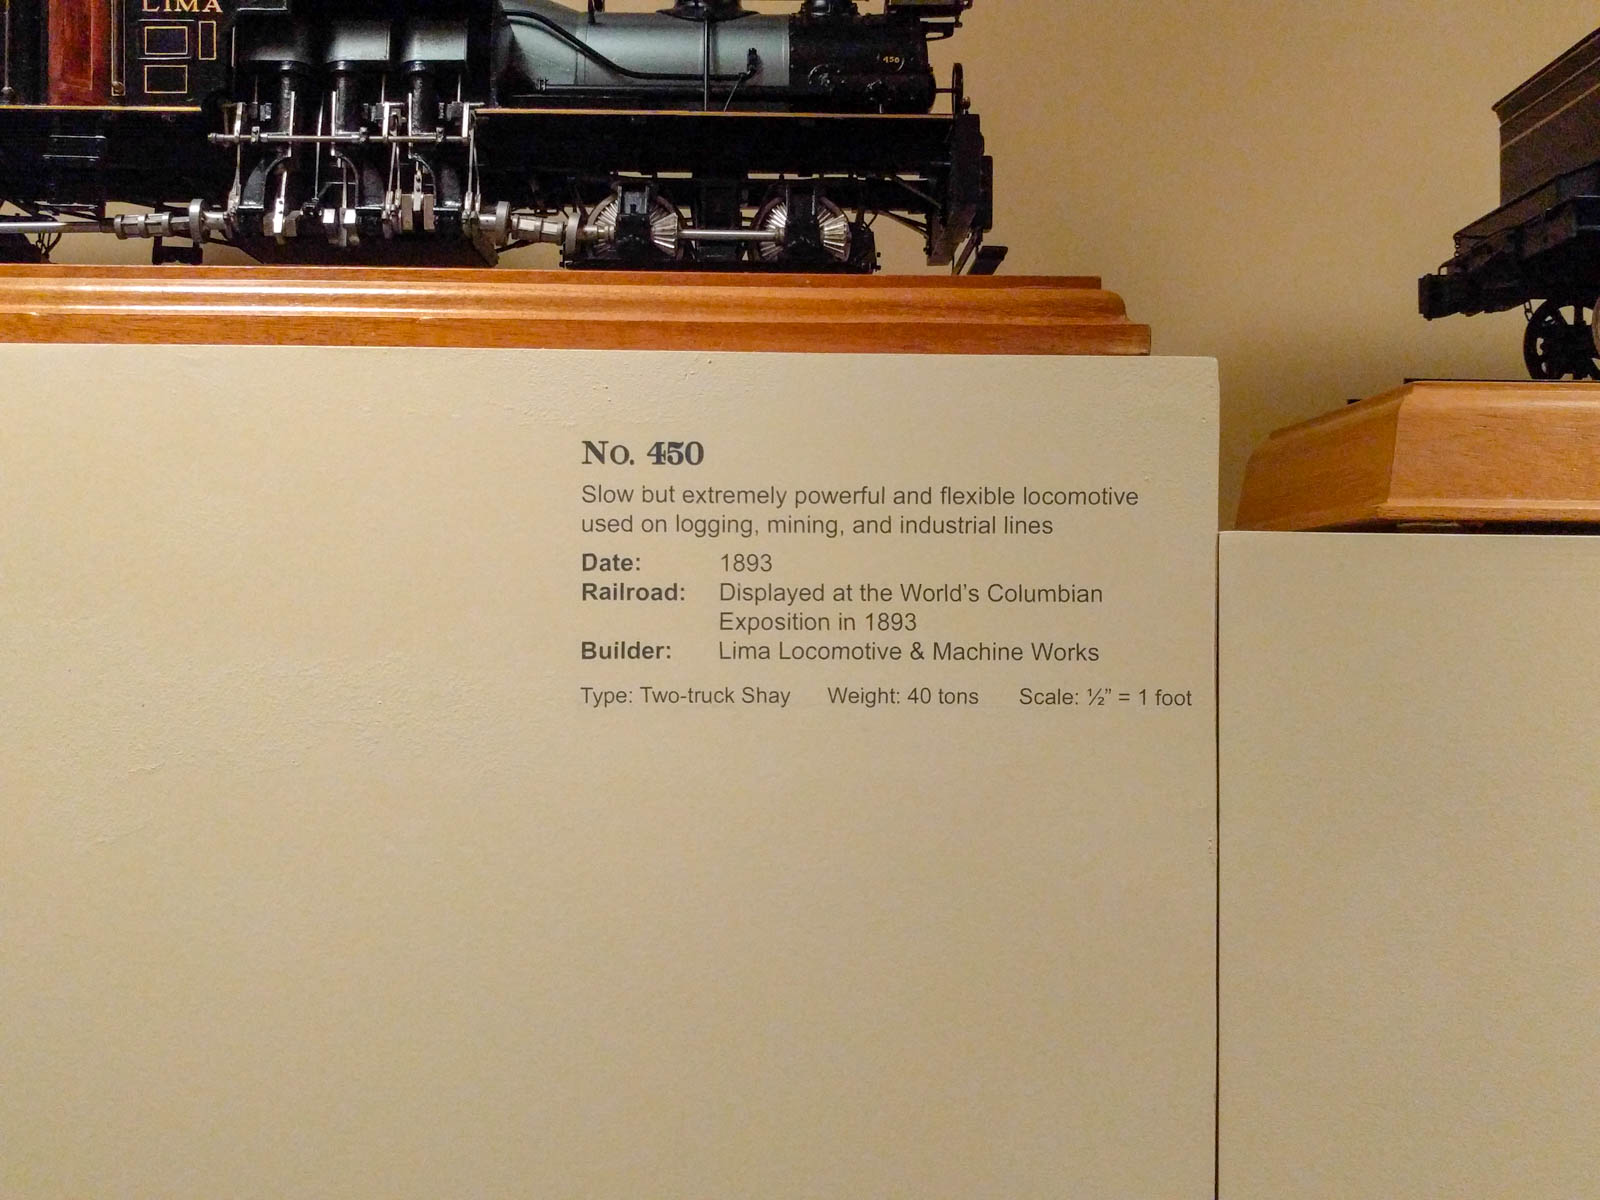 LIMA
450
No. 450
Slow but extremely powerful and flexible locomotive
used on logging, mining, and industrial lines
Date: 1893
Railroad: Displayed at the World's Columbian
Exposition in 1893
Builder: Lima Locomotive & Machine Works
Type: Two-truck Shay Weight: 40 tons Scale: ½" = 1 foot